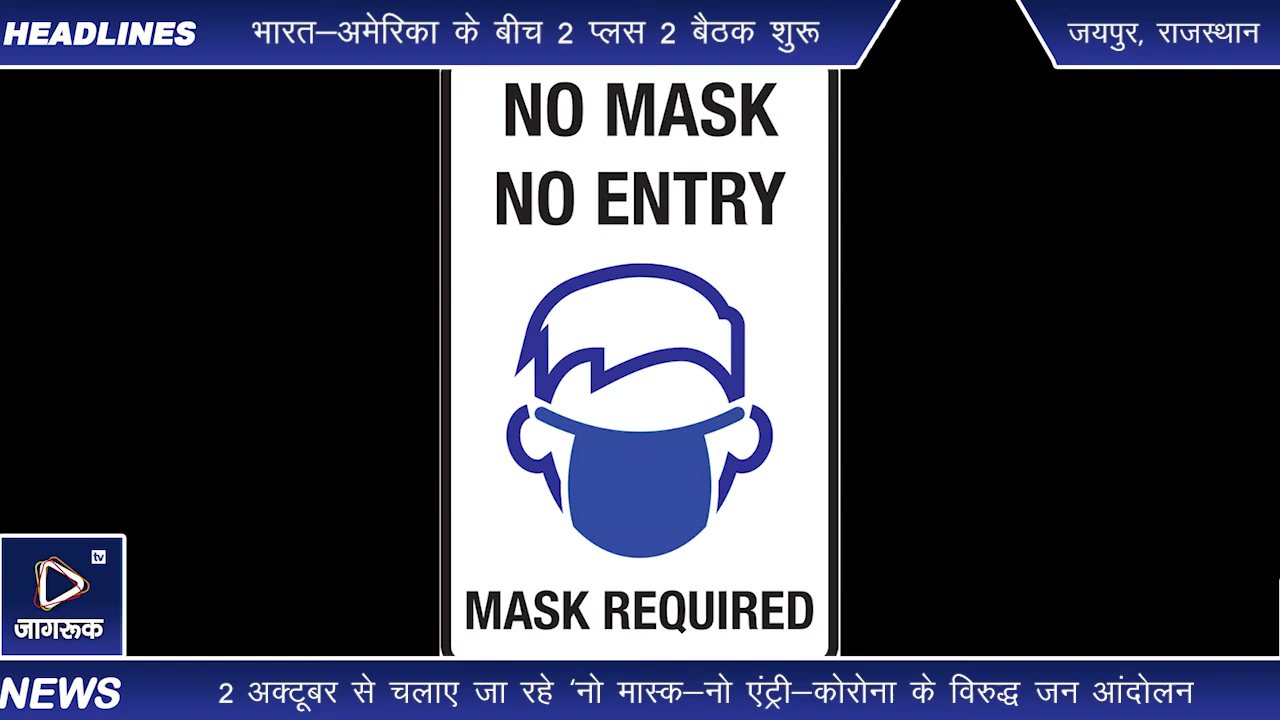 HEADLINES
भारत–अमेरिका के बीच 2 प्लस 2 बैठक शुरू
जयपुर, राजस्थान
NO MASK
NO ENTRY
MASK REQUIRED
tv
जागरूक
NEWS
2 अक्टूबर से चलाए जा रहे ‘नो मास्क–नो एंट्री–कोरोना के विरुद्ध जन आंदोलन